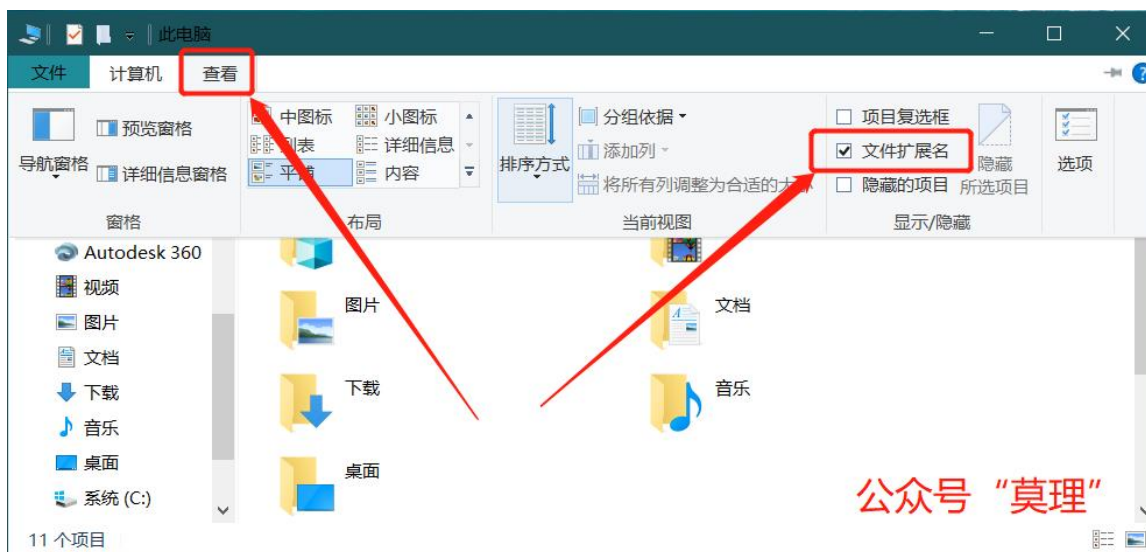 此电脑
文件 计算机 查看
导航窗格 预览窗格 详细信息窗格 窗格
中图标 小图标
列表 详细信息
平铺 内容
布局
排序方式
分组依据
添加列
将所有列调整为合适的大小
当前视图
项目复选框
文件扩展名
隐藏的项目
隐藏
所选项目
显示/隐藏
选项
Autodesk 360
视频
图片
文档
下载
音乐
桌面
系统 (C:)
图片 文档
下载 音乐
桌面
公众号“莫理”
11 个项目